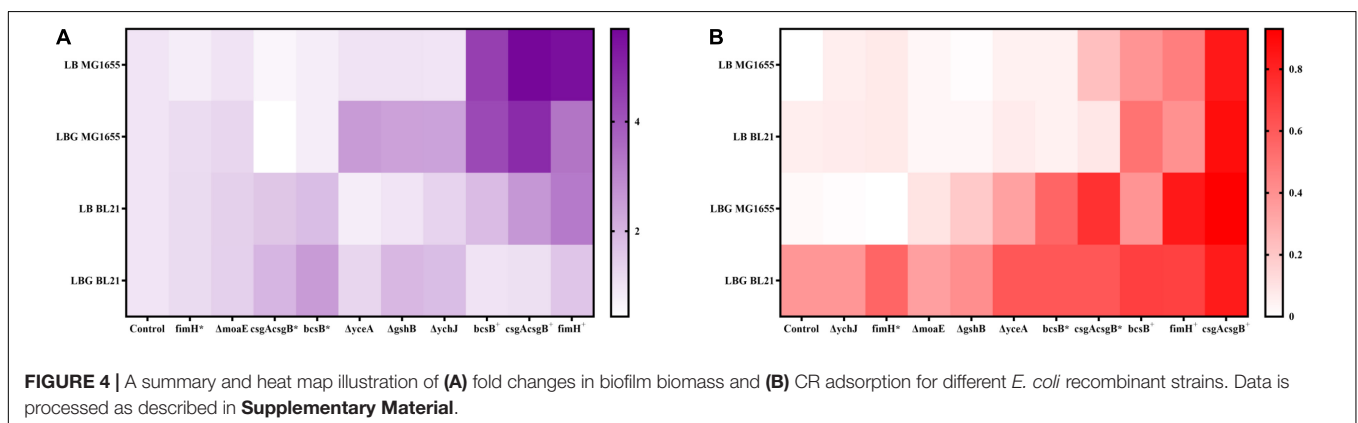 A
LB MG1655
LBG MG1655
LB BL21
LBG BL21
Control fimH* ΔmoaE csgAcsgB* bcsB* ΔyceA ΔgshB ΔychJ bcsB+ csgAcsgB+ fimH+
4
2
B
LB MG1655
LB BL21
LBG MG1655
LBG BL21
Control ΔychJ fimH* ΔmoaE ΔgshB ΔyceA bcsB* csgAcsgB* bcsB+ fimH+ csgAcsgB+
0.8
0.6
0.4
0.2
0
FIGURE 4 | A summary and heat map illustration of (A) fold changes in biofilm biomass and (B) CR adsorption for different E. coli recombinant strains. Data is
processed as described in Supplementary Material.